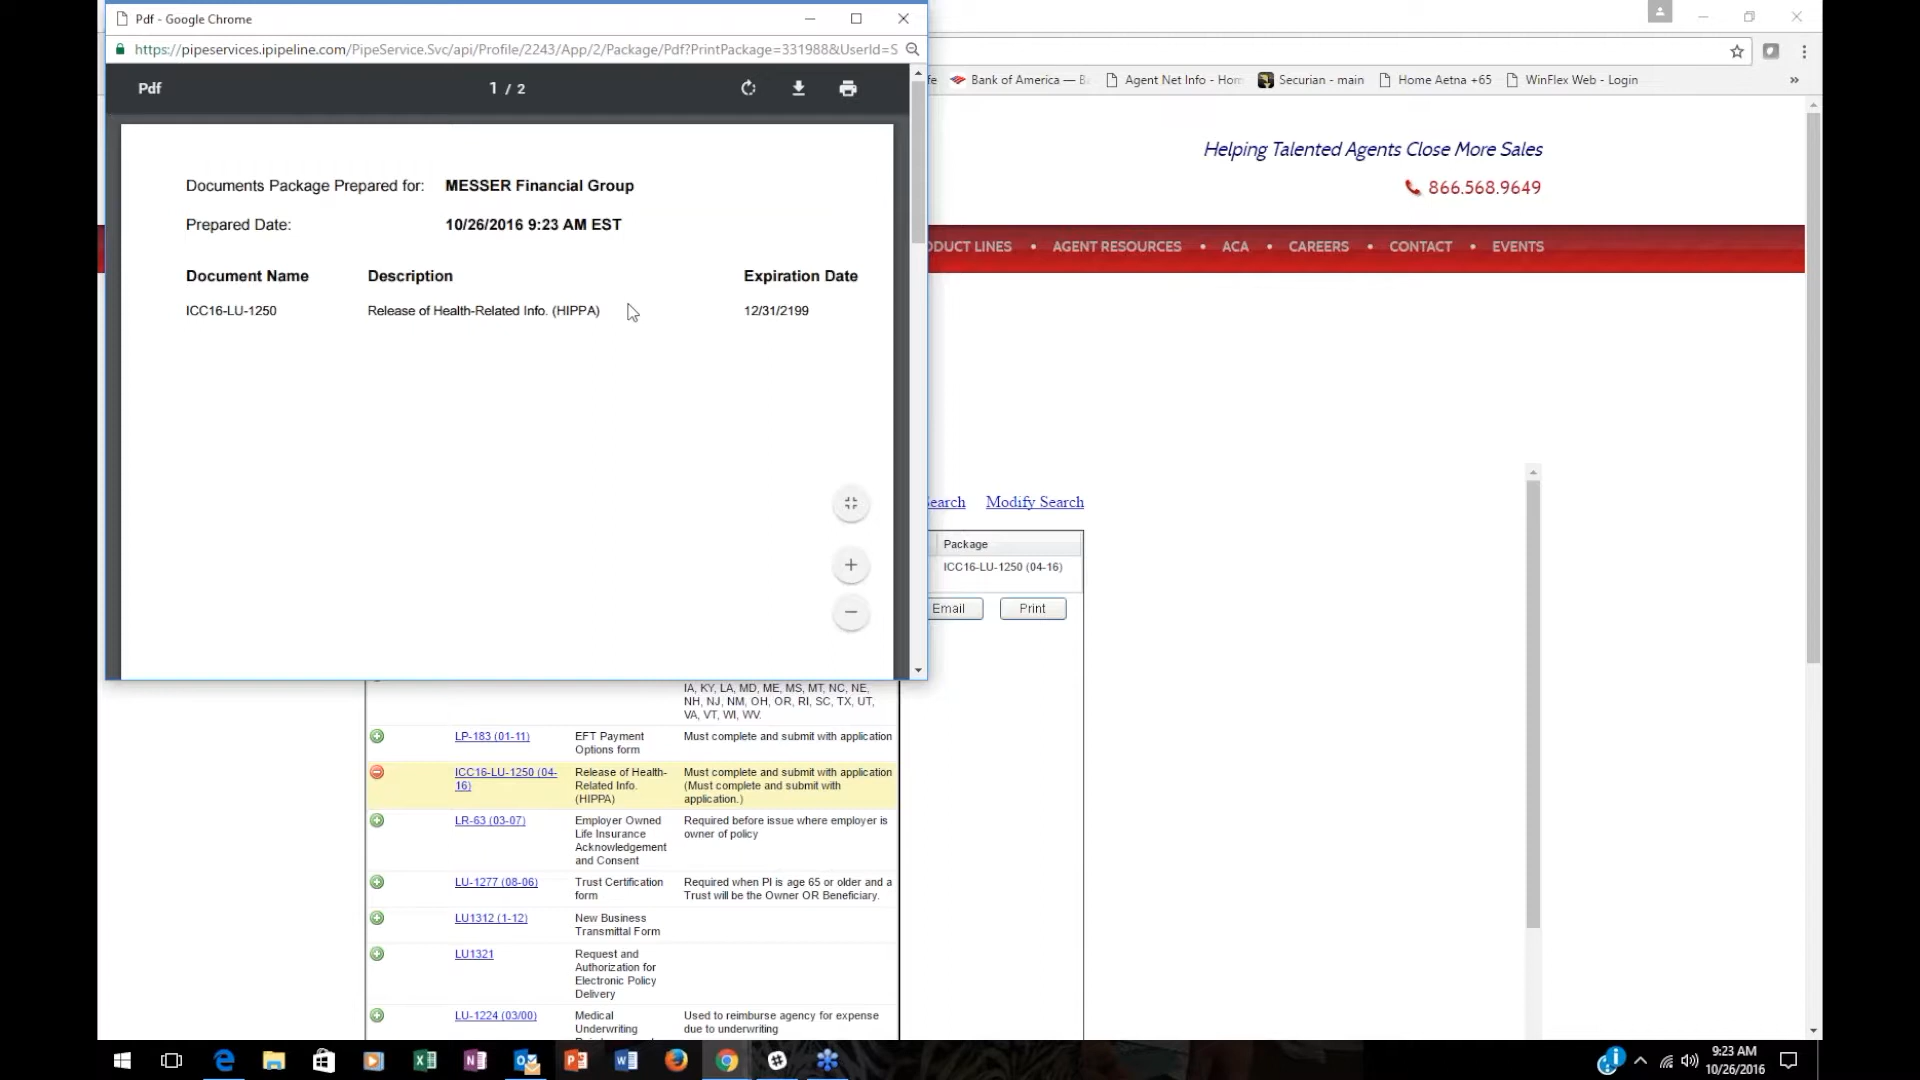 Pdf - Google Chrome
https://pipeservices.ipipeline.com/PipeService.Svc/api/Profile/2243/App/2/Package/Pdf?PrintPackage=331988&UserId=S
Bank of America —
Agent Net Info - Hom
Securian - main
Home Aetna +65
WinFlex Web - Login
»
Pdf
1 / 2
Documents Package Prepared for: MESSER Financial Group
Prepared Date: 10/26/2016 9:23 AM EST
Document Name Description Expiration Date
ICC16-LU-1250 Release of Health-Related Info. (HIPPA) 12/31/2199
Helping Talented Agents Close More Sales
866.568.9649
DUCT LINES • AGENT RESOURCES • ACA • CAREERS • CONTACT • EVENTS
Search Modify Search
Package
ICC16-LU-1250 (04-16)
Email Print
IA, KY, LA, MD, ME, MS, MT, NC, NE,
NH, NJ, NM, OH, OR, RI, SC, TX, UT,
VA, VT, WI, WV.
LP-183 (01-11) EFT Payment Must complete and submit with application
Options form
ICC16-LU-1250 (04- Release of Health- Must complete and submit with application
16) Related Info. (Must complete and submit with
(HIPPA) application.)
LR-63 (03-07) Employer Owned Required before issue where employer is
Life Insurance owner of policy
Acknowledgement
and Consent
LU-1277 (08-06) Trust Certification Required when PI is age 65 or older and a
form Trust will be the Owner OR Beneficiary.
LU1312 (1-12) New Business
Transmittal Form
LU1321 Request and
Authorization for
Electronic Policy
Delivery
LU-1224 (03/00) Medical Used to reimburse agency for expense
Underwriting due to underwriting
9:23 AM
10/26/2016